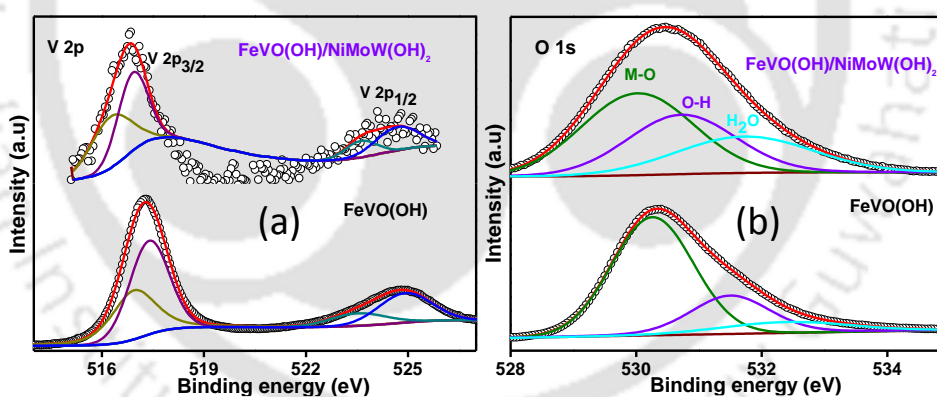 V 2p
FeVO(OH)/NiMoW(OH)₂
V 2p₃/₂
V 2p₁/₂
(a)
FeVO(OH)
Intensity (a.u)
516 519 522 525
Binding energy (eV)
O 1s
FeVO(OH)/NiMoW(OH)₂
M-O
O-H
H₂O
FeVO(OH)
(b)
Intensity (a.u)
528 530 532 534
Binding energy (eV)